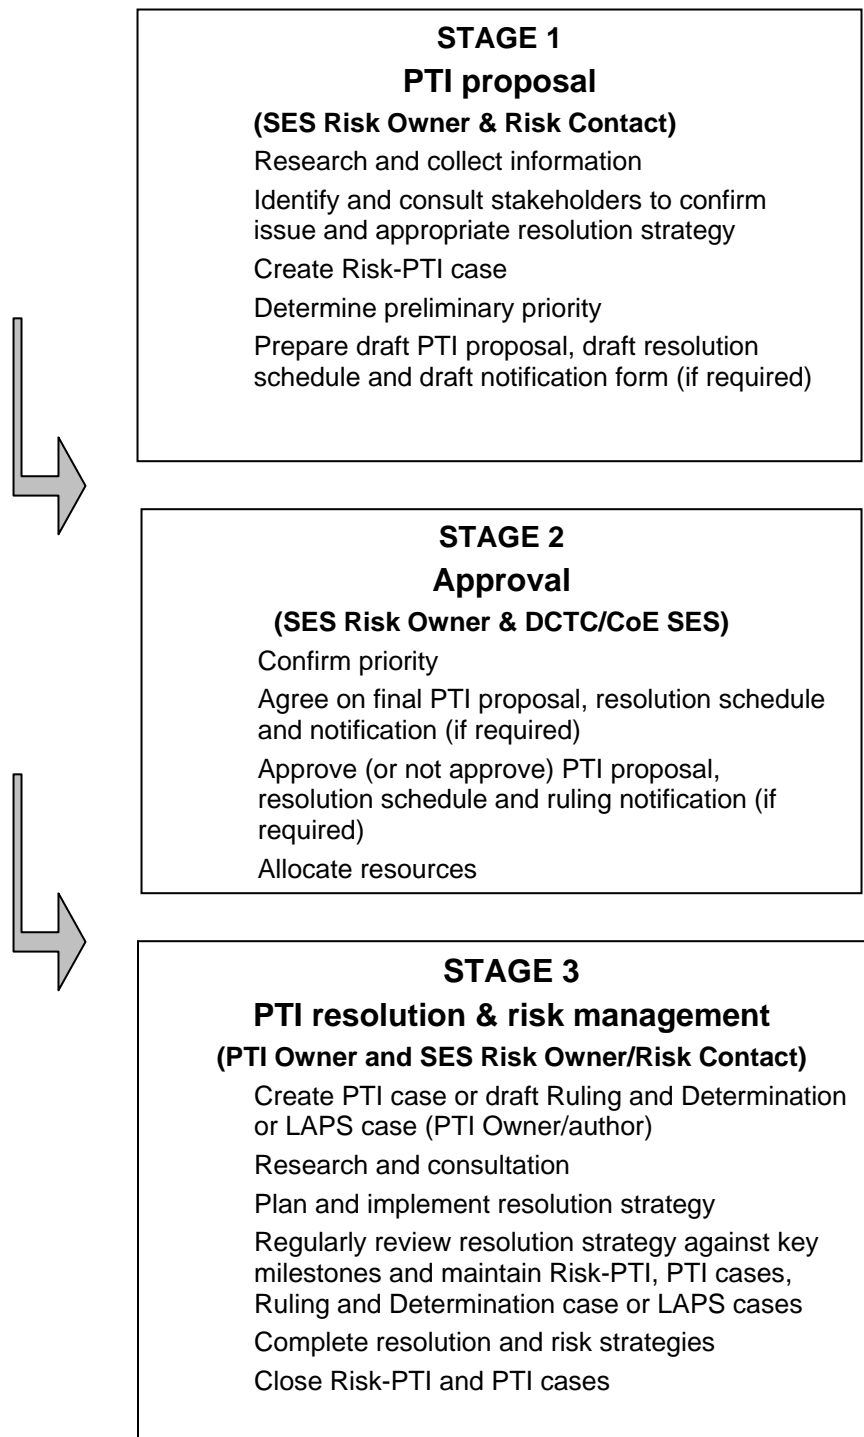 STAGE 1
PTI proposal
(SES Risk Owner & Risk Contact)
Research and collect information
Identify and consult stakeholders to confirm
issue and appropriate resolution strategy
Create Risk-PTI case
Determine preliminary priority
Prepare draft PTI proposal, draft resolution
schedule and draft notification form (if required)
STAGE 2
Approval
(SES Risk Owner & DCTC/CoE SES)
Confirm priority
Agree on final PTI proposal, resolution schedule
and notification (if required)
Approve (or not approve) PTI proposal,
resolution schedule and ruling notification (if
required)
Allocate resources
STAGE 3
PTI resolution & risk management
(PTI Owner and SES Risk Owner/Risk Contact)
Create PTI case or draft Ruling and Determination
or LAPS case (PTI Owner/author)
Research and consultation
Plan and implement resolution strategy
Regularly review resolution strategy against key
milestones and maintain Risk-PTI, PTI cases,
Ruling and Determination case or LAPS cases
Complete resolution and risk strategies
Close Risk-PTI and PTI cases